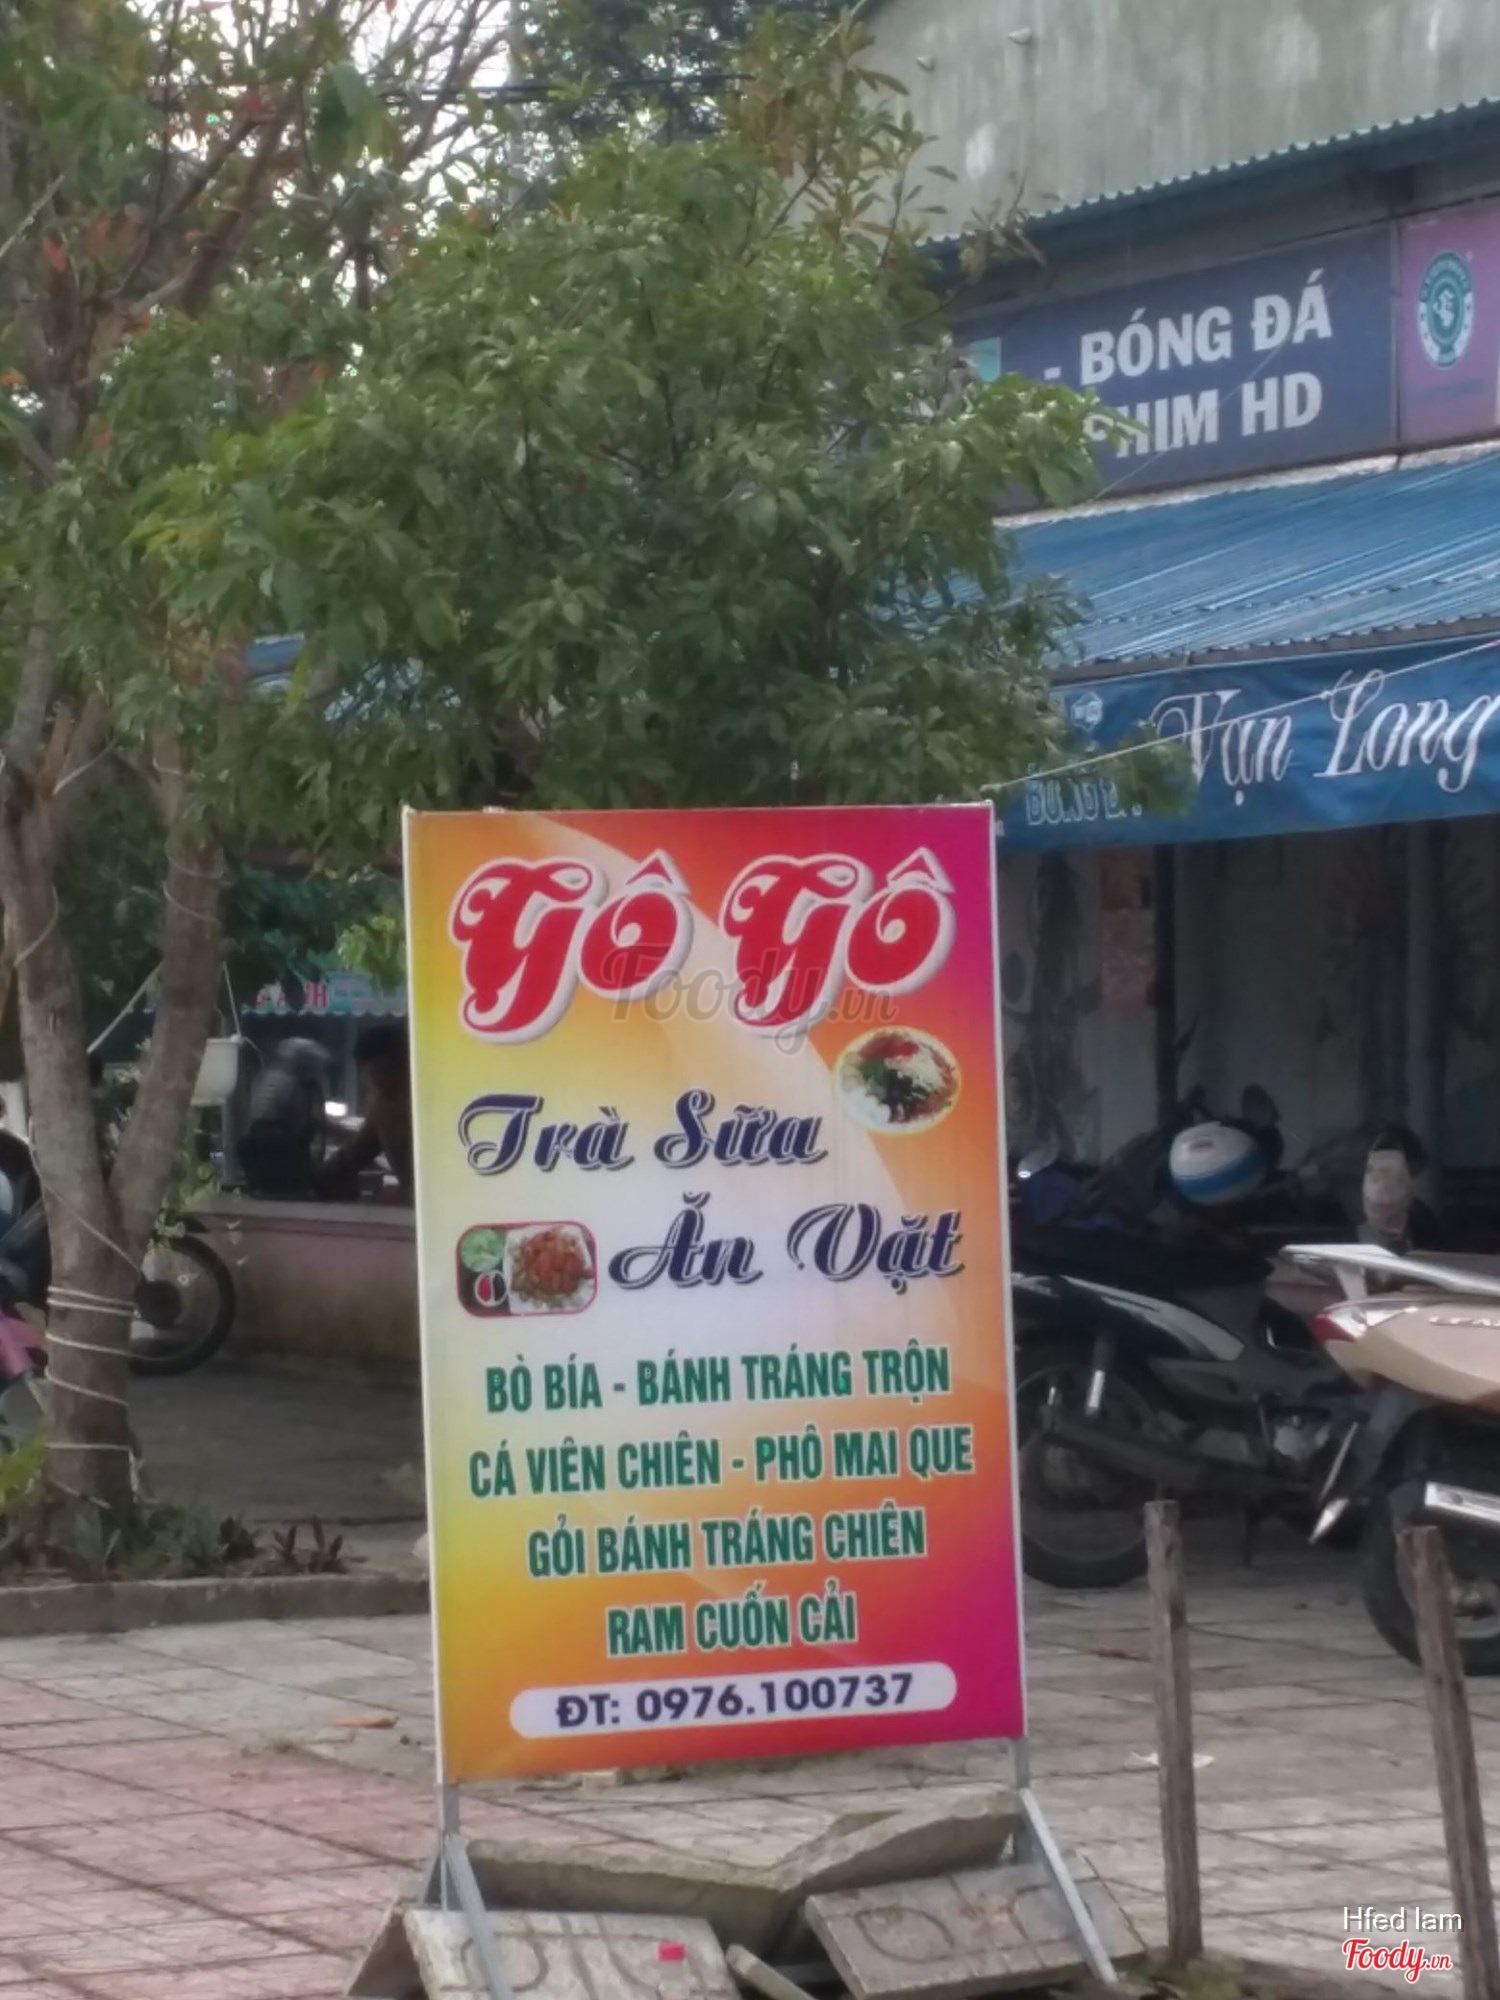 - BÓNG ĐÁ
PHIM HD
Vạn Long
GÔ GÔ
Foody.vn
Trà Sữa
Ăn Vặt
BÒ BÍA - BÁNH TRÁNG TRỘN
CÁ VIÊN CHIÊN - PHÔ MAI QUE
GỎI BÁNH TRÁNG CHIÊN
RAM CUỐN CẢI
ĐT: 0976.100737
Hfed lam
Foody.vn